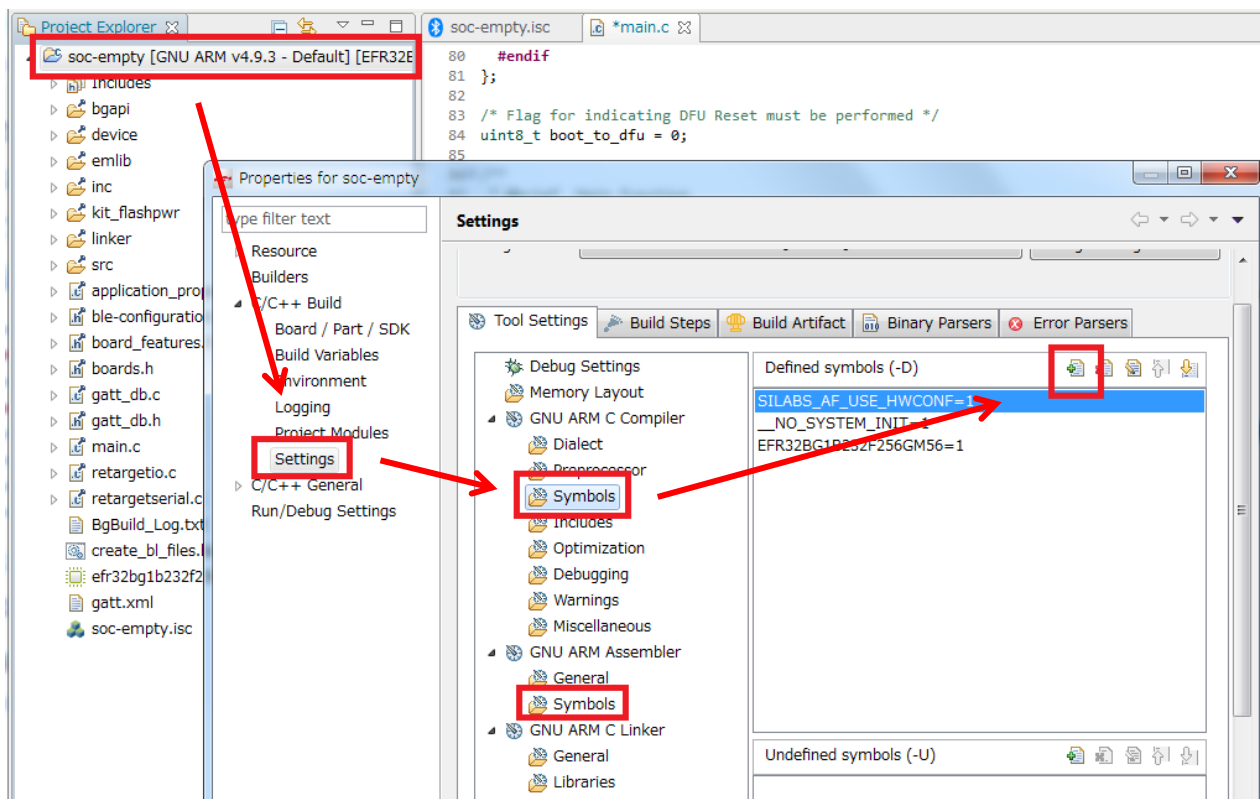 Project Explorer
soc-empty [GNU ARM v4.9.3 - Default] [EFR32B
Includes
bgapi
device
emlib
inc
kit_flashpwr
linker
src
application_prop
ble-configuratio
board_features.
boards.h
gatt_db.c
gatt_db.h
main.c
retargetio.c
retargetserial.c
BgBuild_Log.txt
create_bl_files.
efr32bg1b232f2
gatt.xml
soc-empty.isc
soc-empty.isc
*main.c
80 #endif
81 };
82
83 /* Flag for indicating DFU Reset must be performed */
84 uint8_t boot_to_dfu = 0;
85
Properties for soc-empty
type filter text
Resource
Builders
C/C++ Build
Board / Part / SDK
Build Variables
Environment
Logging
Project Modules
Settings
C/C++ General
Run/Debug Settings
Settings
Tool Settings
Build Steps
Build Artifact
Binary Parsers
Error Parsers
Debug Settings
Memory Layout
GNU ARM C Compiler
Dialect
Preprocessor
Symbols
Includes
Optimization
Debugging
Warnings
Miscellaneous
GNU ARM Assembler
General
Symbols
GNU ARM C Linker
General
Libraries
Defined symbols (-D)
SILABS_AF_USE_HWCONF=1
__NO_SYSTEM_INIT=1
EFR32BG1B232F256GM56=1
Undefined symbols (-U)